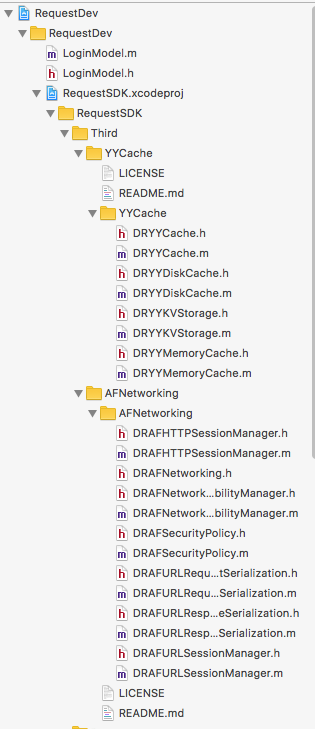 RequestDev
RequestDev
m LoginModel.m
h LoginModel.h
RequestSDK.xcodeproj
RequestSDK
Third
YYCache
LICENSE
README.md
YYCache
h DRYYCache.h
m DRYYCache.m
h DRYYDiskCache.h
m DRYYDiskCache.m
h DRYYKVStorage.h
m DRYYKVStorage.m
h DRYYMemoryCache.h
m DRYYMemoryCache.m
AFNetworking
AFNetworking
h DRAFHTTPSessionManager.h
m DRAFHTTPSessionManager.m
h DRAFNetworking.h
h DRAFNetwork...bilityManager.h
m DRAFNetwork...bilityManager.m
h DRAFSecurityPolicy.h
m DRAFSecurityPolicy.m
h DRAFURLRequ...tSerialization.h
m DRAFURLRequ...Serialization.m
h DRAFURLResp...eSerialization.h
m DRAFURLResp...Serialization.m
h DRAFURLSessionManager.h
m DRAFURLSessionManager.m
LICENSE
README.md